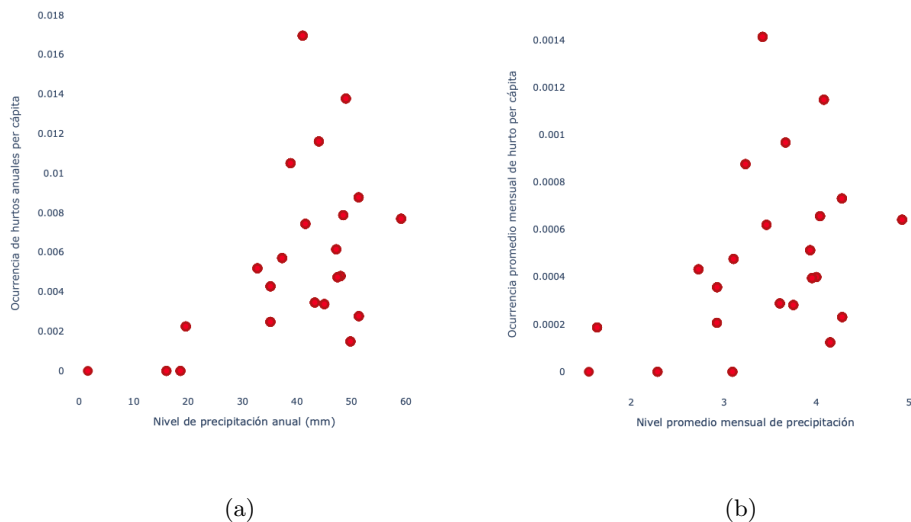 0.018
0.016
0.014
0.012
0.01
0.008
0.006
0.004
0.002
0
Ocurrencia de hurtos anuales per cápita
0 10 20 30 40 50 60
Nivel de precipitación anual (mm)
(a)
0.0014
0.0012
0.001
0.0008
0.0006
0.0004
0.0002
0
Ocurrencia promedio mensual de hurto per cápita
2 3 4 5
Nivel promedio mensual de precipitación
(b)